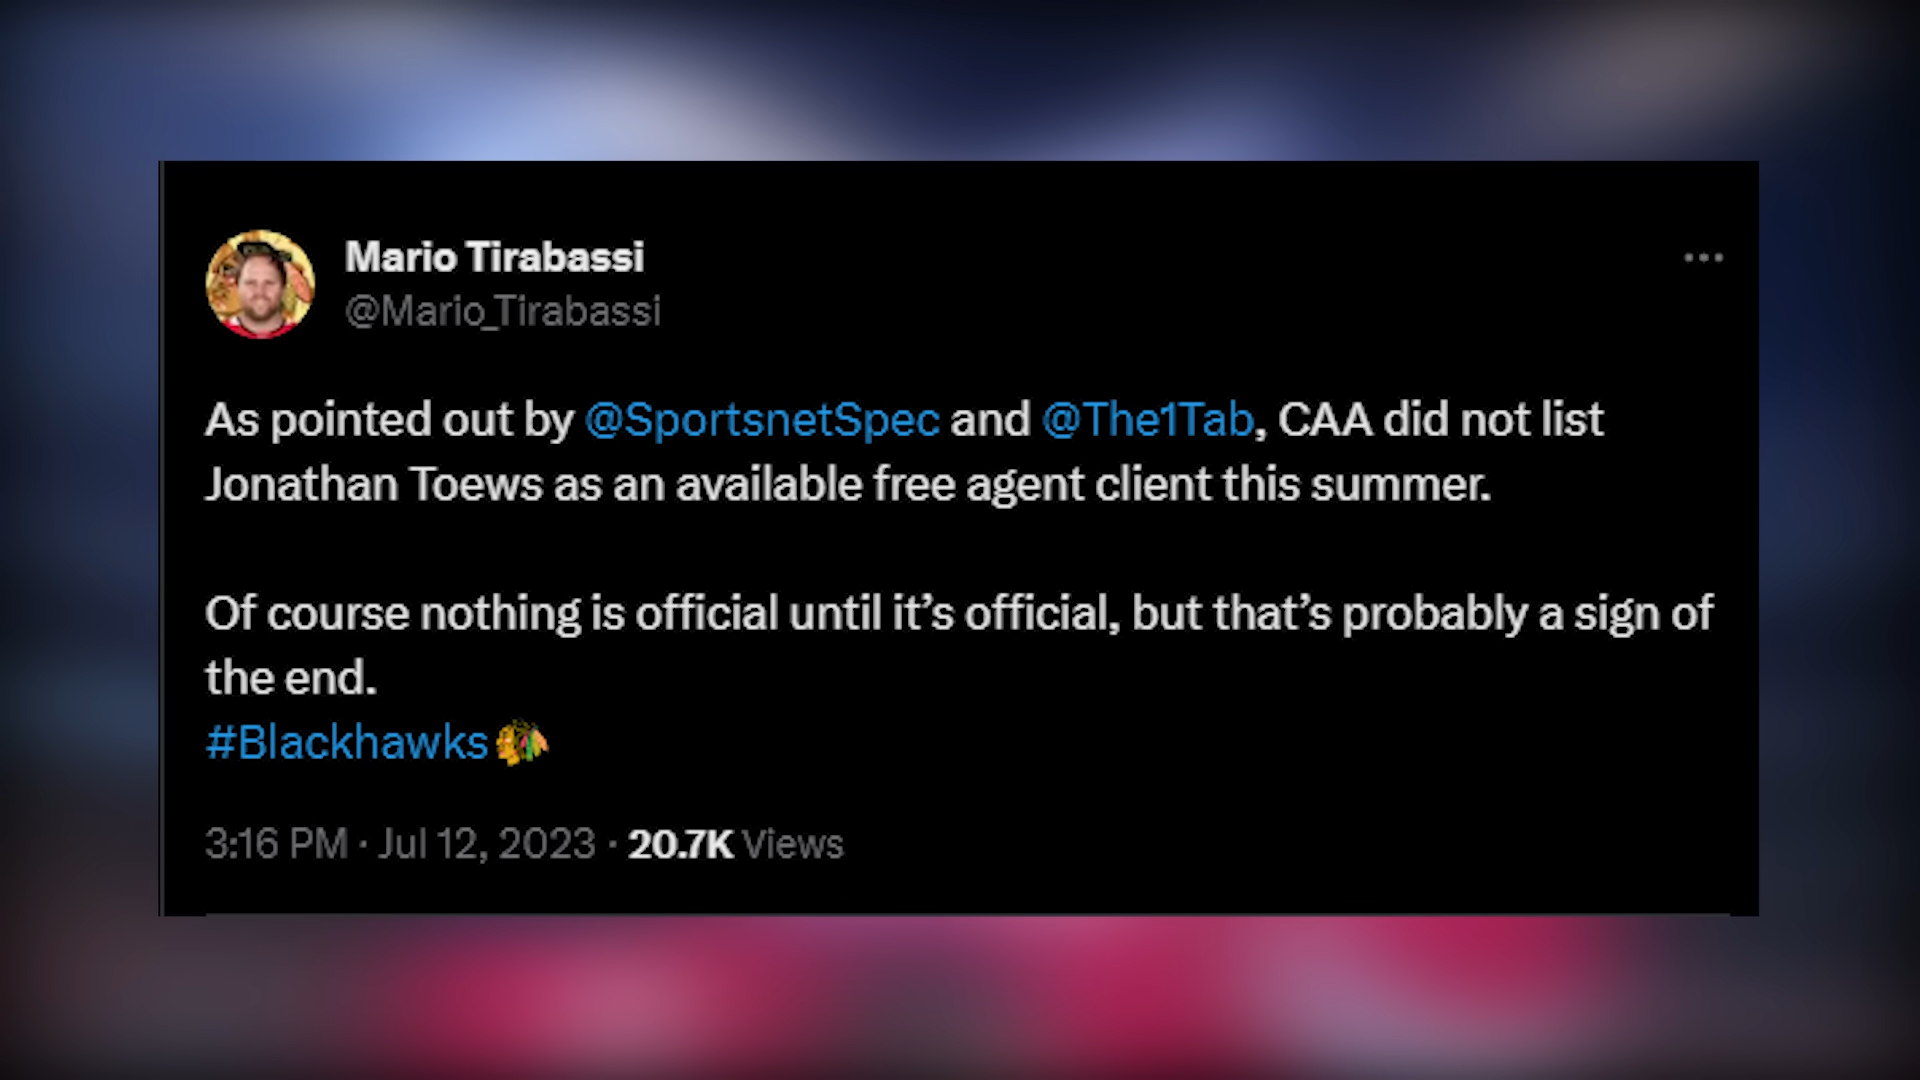 Mario Tirabassi
@Mario_Tirabassi
As pointed out by @SportsnetSpec and @The1Tab, CAA did not list
Jonathan Toews as an available free agent client this summer.
Of course nothing is official until it’s official, but that’s probably a sign of
the end.
#Blackhawks
3:16 PM · Jul 12, 2023 · 20.7K Views